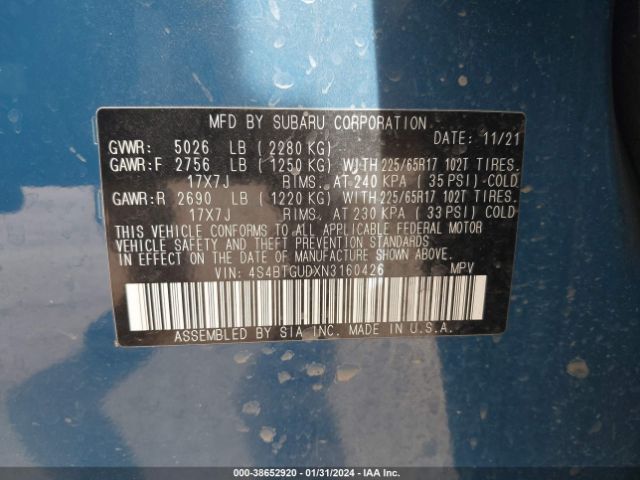 MFD BY SUBARU CORPORATION
GVWR: 5026 LB (2280 KG) DATE: 11/21
GAWR:F 2756 LB (1250 KG) WITH 225/65R17 102T TIRES.
17X7J RIMS. AT 240 KPA (35 PSI) COLD
GAWR:R 2690 LB (1220 KG) WITH 225/65R17 102T TIRES.
17X7J RIMS. AT 230 KPA (33 PSI) COLD
THIS VEHICLE CONFORMS TO ALL APPLICABLE FEDERAL MOTOR
VEHICLE SAFETY AND THEFT PREVENTION STANDARDS
IN EFFECT ON THE DATE OF MANUFACTURE SHOWN ABOVE.
VIN: 4S4BTGUDXN3160426 MPV
ASSEMBLED BY SIA INC. MADE IN U.S.A.
000-38652920 - 01/31/2024 - IAA Inc.